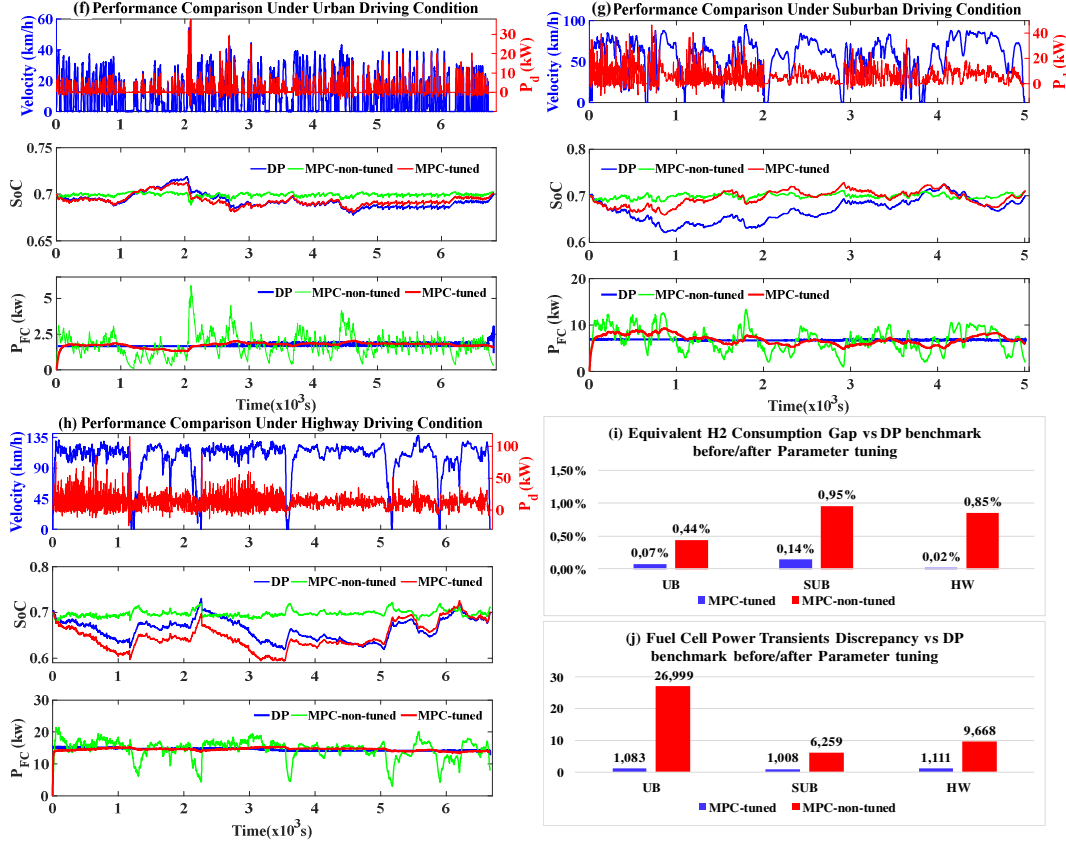 (f) Performance Comparison Under Urban Driving Condition
Velocity (km/h)
60
40
20
0
30
20
10
0
P_d (kW)
0 1 2 3 4 5 6
SoC
0.75
0.7
0.65
DP MPC-non-tuned MPC-tuned
0 1 2 3 4 5 6
P_FC (kw)
5
2.5
0
DP MPC-non-tuned MPC-tuned
0 1 2 3 4 5 6
Time(x10^3s)
(g) Performance Comparison Under Suburban Driving Condition
Velocity (km/h)
100
50
0
40
20
0
(kW)
0 1 2 3 4 5
SoC
0.8
0.7
0.6
DP MPC-non-tuned MPC-tuned
0 1 2 3 4 5
P_FC (kw)
20
10
0
DP MPC-non-tuned MPC-tuned
0 1 2 3 4 5
Time(x10^3s)
(h) Performance Comparison Under Highway Driving Condition
Velocity (km/h)
135
90
45
0
100
50
0
P_d (kW)
0 1 2 3 4 5 6
SoC
0.8
0.7
0.6
DP MPC-non-tuned MPC-tuned
0 1 2 3 4 5 6
P_FC (kw)
30
20
10
0
DP MPC-non-tuned MPC-tuned
0 1 2 3 4 5 6
Time(x10^3s)
(i) Equivalent H2 Consumption Gap vs DP benchmark
before/after Parameter tuning
1,50%
1,00%
0,50%
0,00%
0,07% 0,44% 0,14% 0,95% 0,02% 0,85%
UB SUB HW
MPC-tuned MPC-non-tuned
(j) Fuel Cell Power Transients Discrepancy vs DP
benchmark before/after Parameter tuning
30
20
10
0
1,083 26,999 1,008 6,259 1,111 9,668
UB SUB HW
MPC-tuned MPC-non-tuned